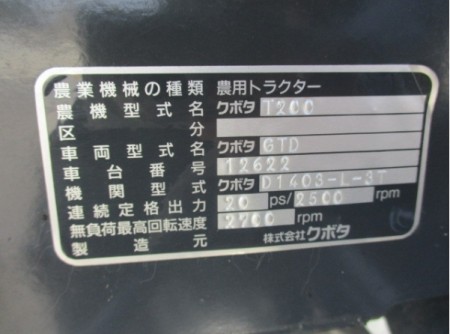 農業機械の種類 農用トラクター
農機型式名 クボタ T200
区分
車両型式名 クボタ GTD
車台番号 12622
機関型式 クボタ D1403-L-3T
連続定格出力 20 ps/2500 rpm
無負荷最高回転速度 2700 rpm
製造元 株式会社クボタ